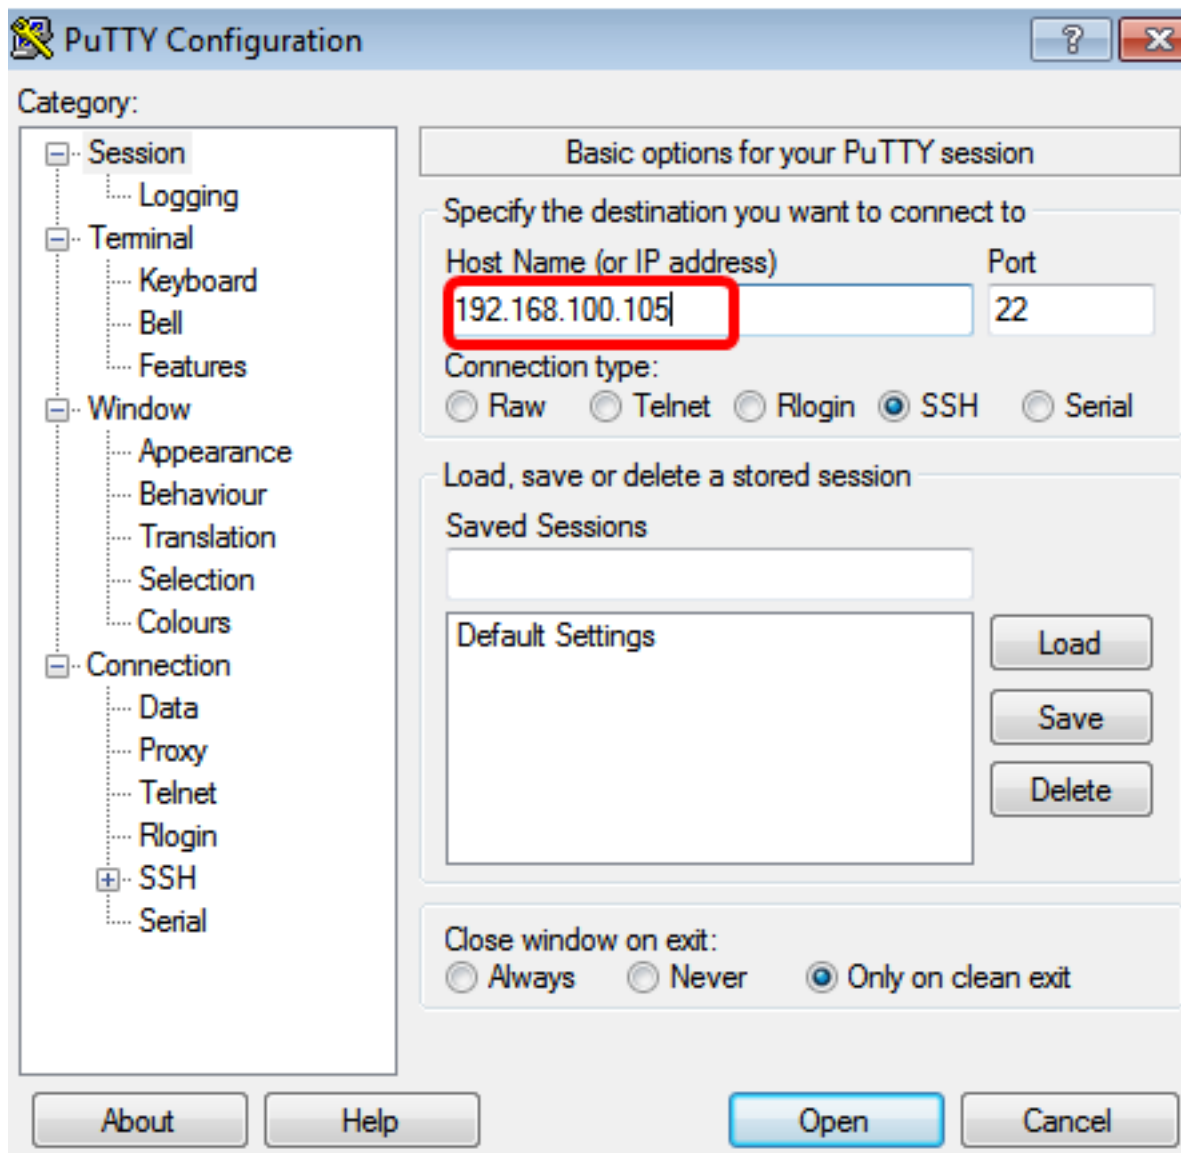 PuTTY Configuration
Category:
Session
Logging
Terminal
Keyboard
Bell
Features
Window
Appearance
Behaviour
Translation
Selection
Colours
Connection
Data
Proxy
Telnet
Rlogin
SSH
Serial
Basic options for your PuTTY session
Specify the destination you want to connect to
Host Name (or IP address) Port
192.168.100.105 22
Connection type:
Raw Telnet Rlogin SSH Serial
Load, save or delete a stored session
Saved Sessions
Default Settings
Load
Save
Delete
Close window on exit:
Always Never Only on clean exit
About Help Open Cancel